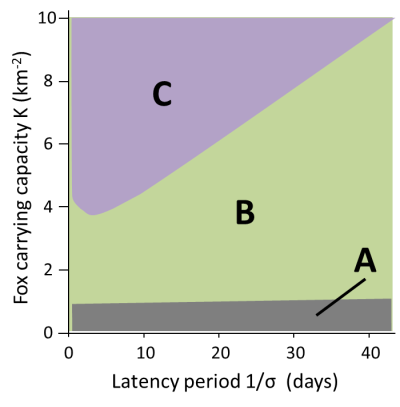 10
8
6
4
2
0
Fox carrying capacity K (km-2)
C
B
A
0 10 20 30 40
Latency period 1/σ (days)